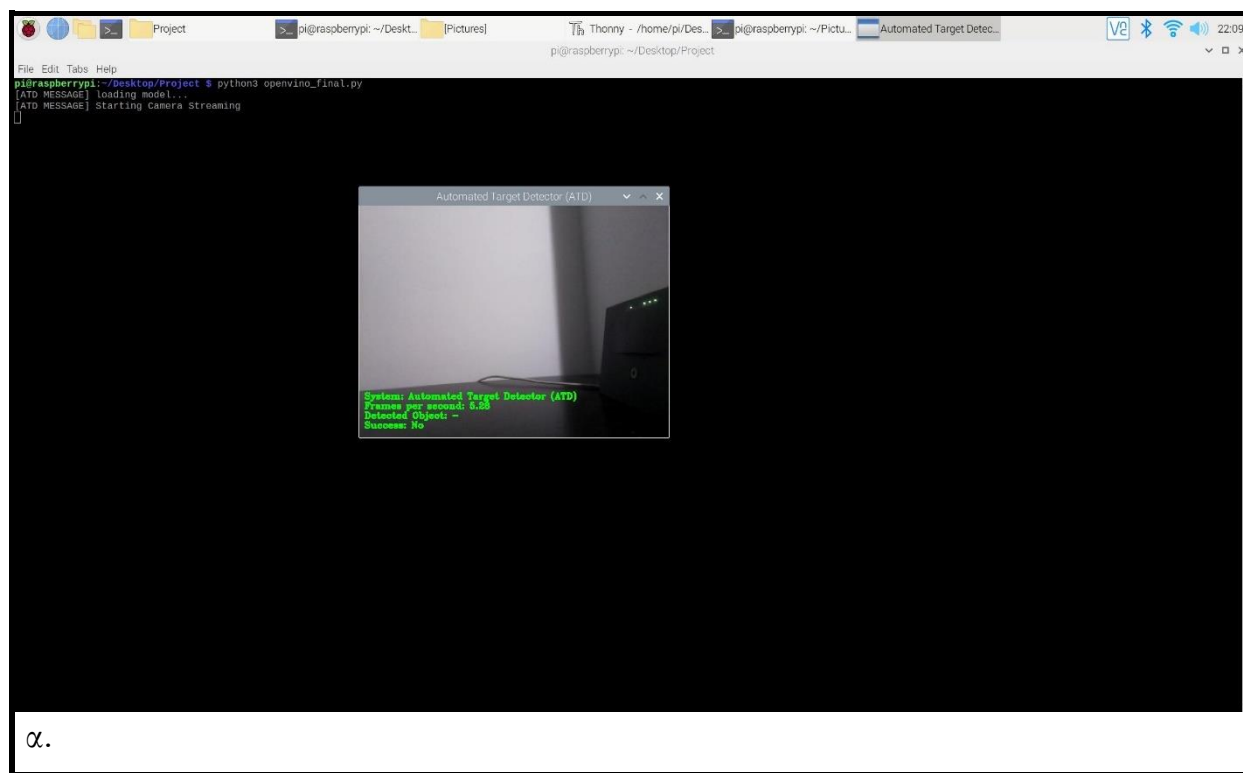 Project pi@raspberrypi: ~/Deskt... [Pictures] Thonny - /home/pi/Des... pi@raspberrypi: ~/Pictu... Automated Target Detec... V2 22:09
pi@raspberrypi: ~/Desktop/Project
File Edit Tabs Help
pi@raspberrypi:~/Desktop/Project $ python3 openvino_final.py
[ATD MESSAGE] loading model...
[ATD MESSAGE] Starting Camera Streaming
Automated Target Detector (ATD)
System: Automated Target Detector (ATD)
Frames per second: 5.28
Detected Object: -
Success: No
α.